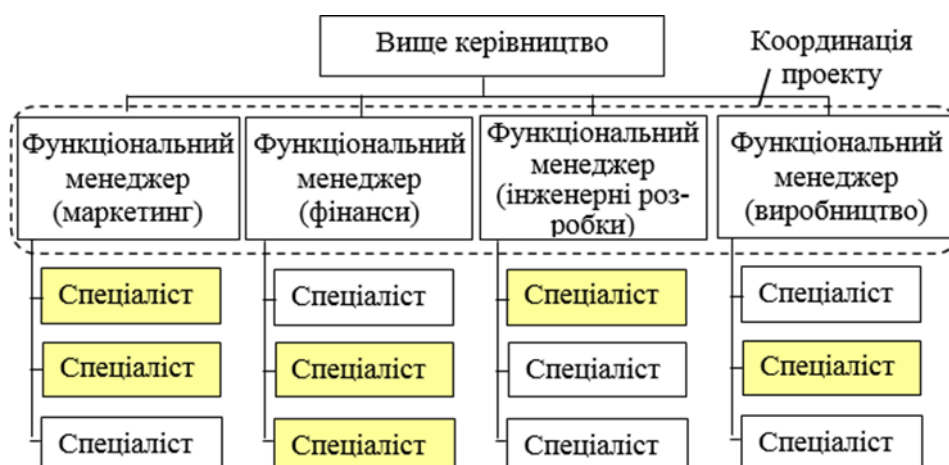 Вище керівництво
Координація
проекту
Функціональний
менеджер
(маркетинг)
Функціональний
менеджер
(фінанси)
Функціональний
менеджер
(інженерні роз-
робки)
Функціональний
менеджер
(виробництво)
Спеціаліст
Спеціаліст
Спеціаліст
Спеціаліст
Спеціаліст
Спеціаліст
Спеціаліст
Спеціаліст
Спеціаліст
Спеціаліст
Спеціаліст
Спеціаліст